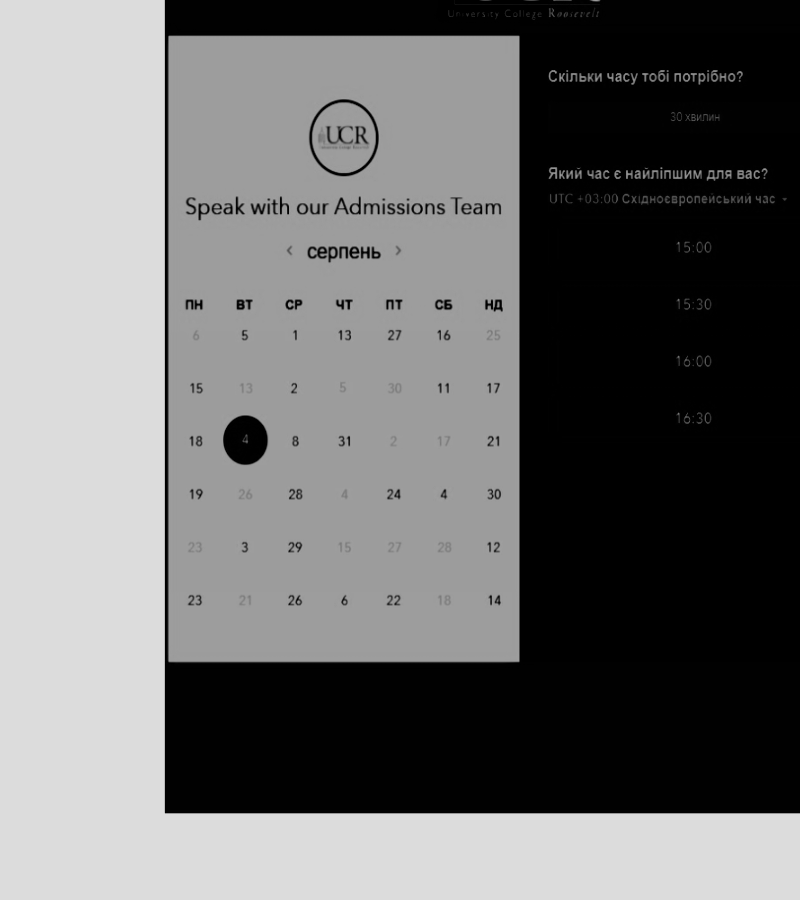 University College Roosevelt
UCR
Speak with our Admissions Team
< серпень >
ПН ВТ СР ЧТ ПТ СБ НД
6 5 1 13 27 16 25
15 13 2 5 30 11 17
18 4 8 31 2 17 21
19 26 28 4 24 4 30
23 3 29 15 27 28 12
23 21 26 6 22 18 14
Скільки часу тобі потрібно?
30 хвилин
Який час є найліпшим для вас?
UTC +03:00 Східноєвропейський час
15:00
15:30
16:00
16:30